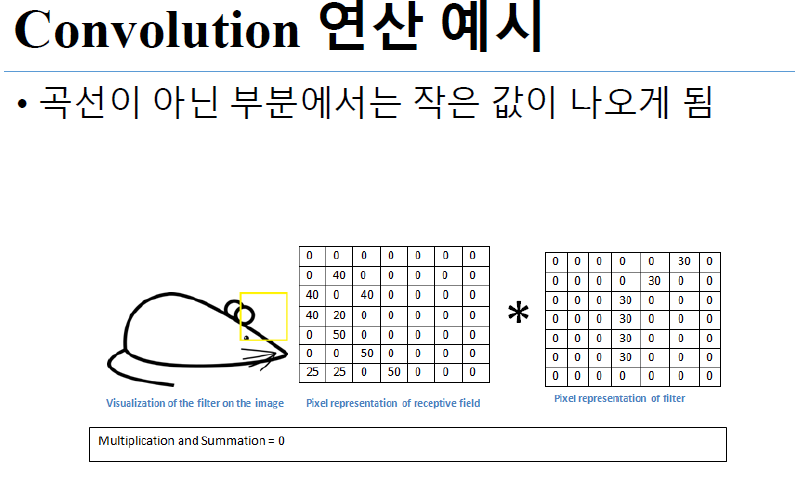 Convolution 연산 예시
• 곡선이 아닌 부분에서는 작은 값이 나오게 됨
0 0 0 0 0 0 0
0 40 0 0 0 0 0
40 0 40 0 0 0 0
40 20 0 0 0 0 0
0 50 0 0 0 0 0
0 0 50 0 0 0 0
25 25 0 50 0 0 0
*
0 0 0 0 0 30 0
0 0 0 0 30 0 0
0 0 0 30 0 0 0
0 0 0 30 0 0 0
0 0 0 30 0 0 0
0 0 0 30 0 0 0
0 0 0 0 0 0 0
Visualization of the filter on the image
Pixel representation of receptive field
Pixel representation of filter
Multiplication and Summation = 0